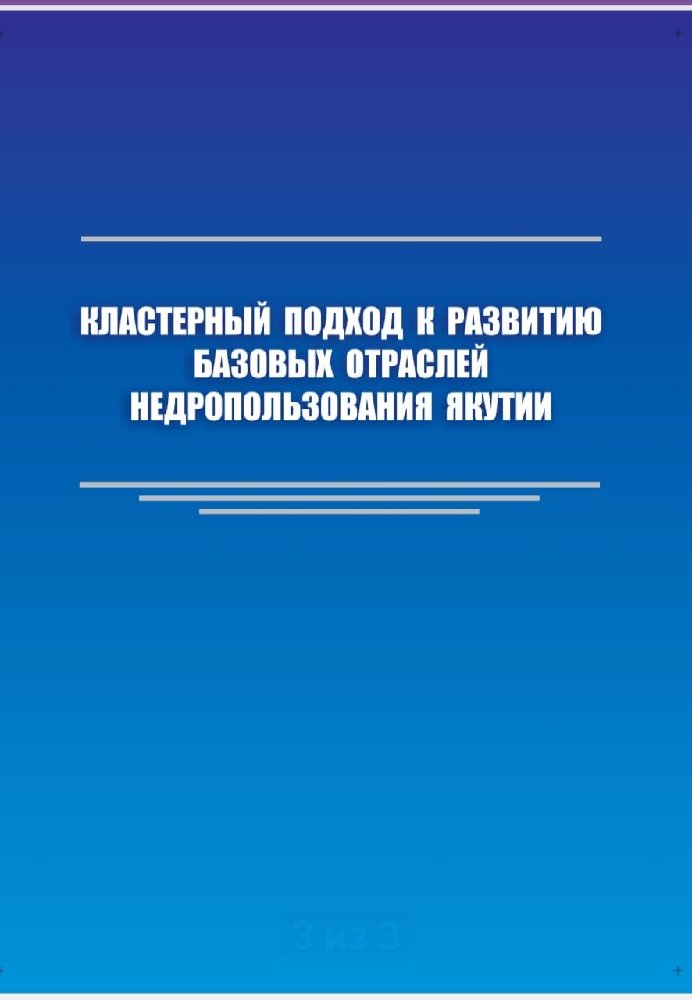 КЛАСТЕРНЫЙ ПОДХОД К РАЗВИТИЮ
БАЗОВЫХ ОТРАСЛЕЙ
НЕДРОПОЛЬЗОВАНИЯ ЯКУТИИ
3 из 3